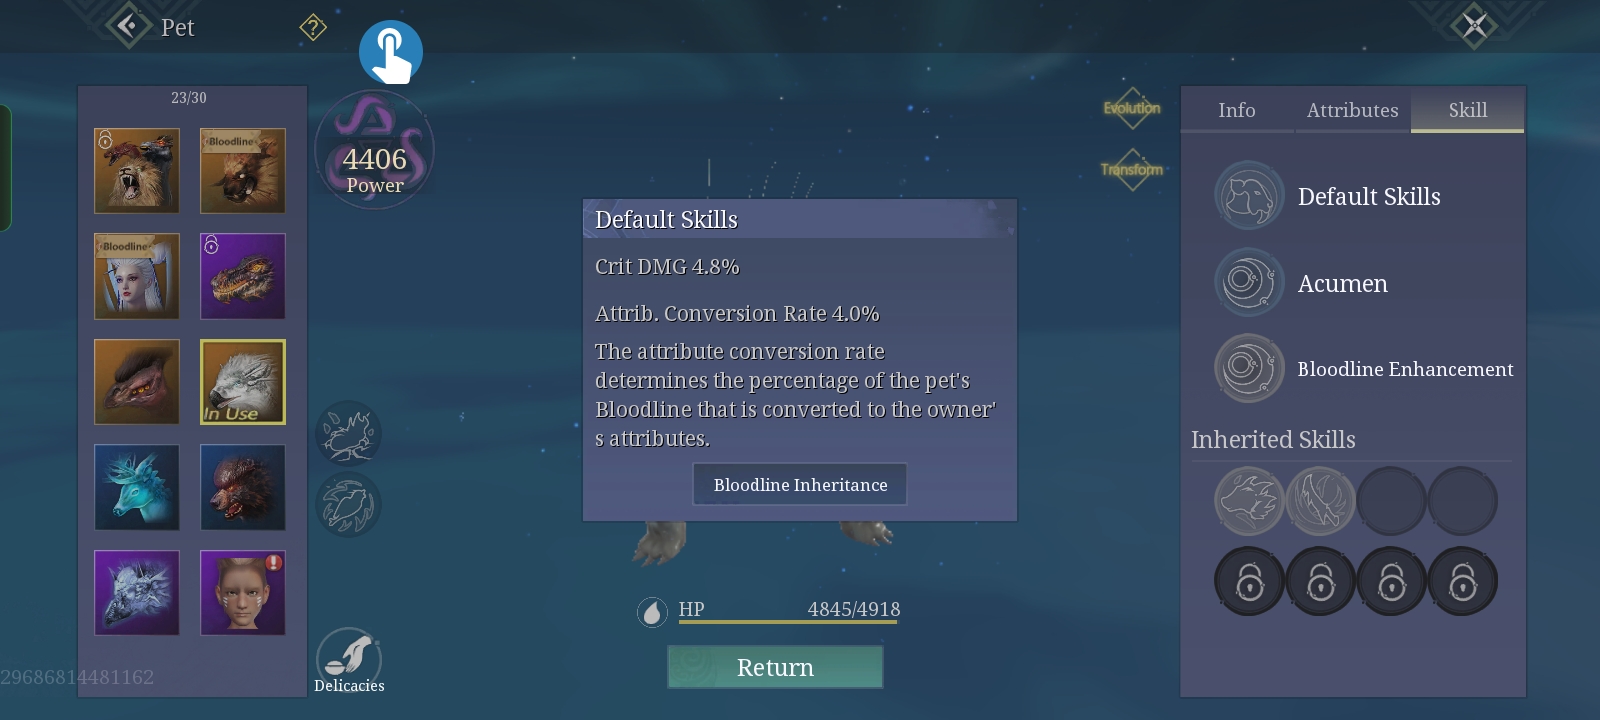 Pet
?
23/30
Bloodline
Bloodline
In Use
4406
Power
Delicacies
29686814481162
Evolution
Transform
Default Skills
Crit DMG 4.8%
Attrib. Conversion Rate 4.0%
The attribute conversion rate
determines the percentage of the pet's
Bloodline that is converted to the owner'
s attributes.
Bloodline Inheritance
HP 4845/4918
Return
Info Attributes Skill
Default Skills
Acumen
Bloodline Enhancement
Inherited Skills